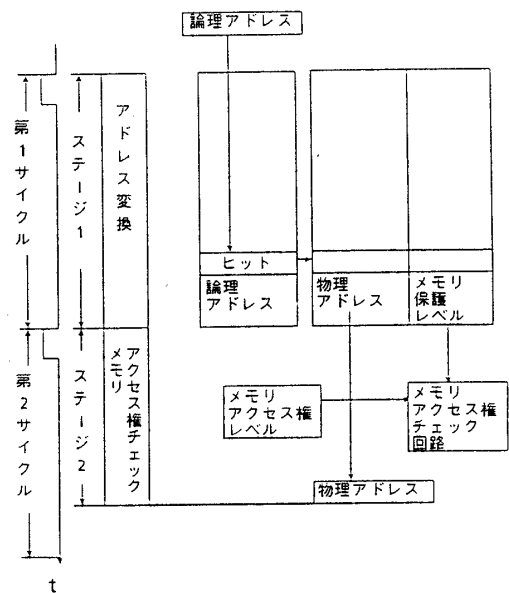 論理アドレス
第1サイクル
ステージ1
アドレス変換
ヒット
論理
アドレス
物理
アドレス
メモリ
保護
レベル
第2サイクル
ステージ2
メモリ
アクセス権チェック
メモリ
アクセス権
レベル
メモリ
アクセス権
チェック
回路
物理アドレス
t